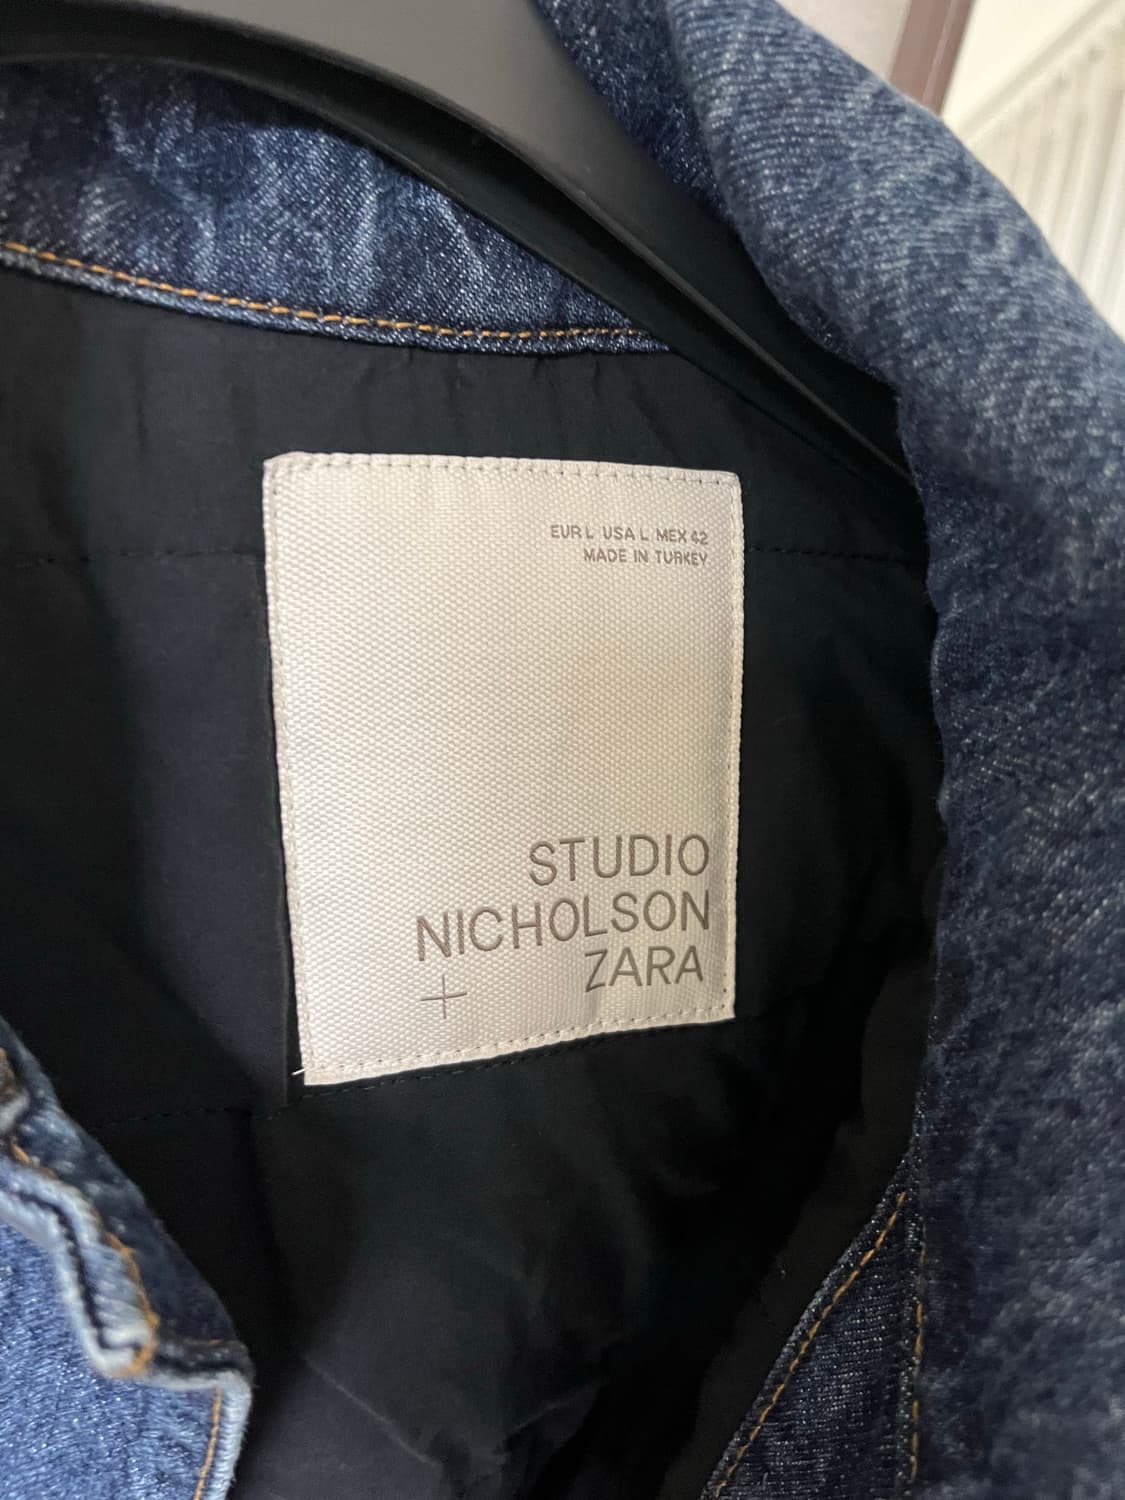 EUR L USA L MEX 42
MADE IN TURKEY
STUDIO
NICHOLSON
+ ZARA